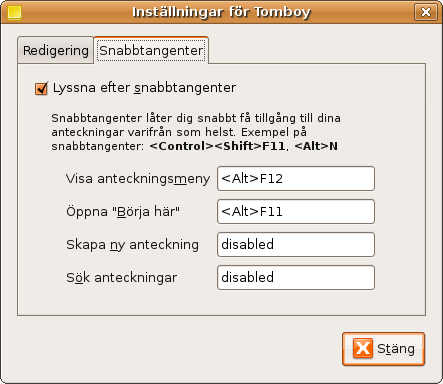 Inställningar för Tomboy
Redigering Snabbtangenter
Lyssna efter snabbtangenter
Snabbtangenter låter dig snabbt få tillgång till dina
anteckningar varifrån som helst. Exempel på
snabbtangenter: <Control><Shift>F11, <Alt>N
Visa anteckningsmeny <Alt>F12
Öppna "Börja här" <Alt>F11
Skapa ny anteckning disabled
Sök anteckningar disabled
Stäng